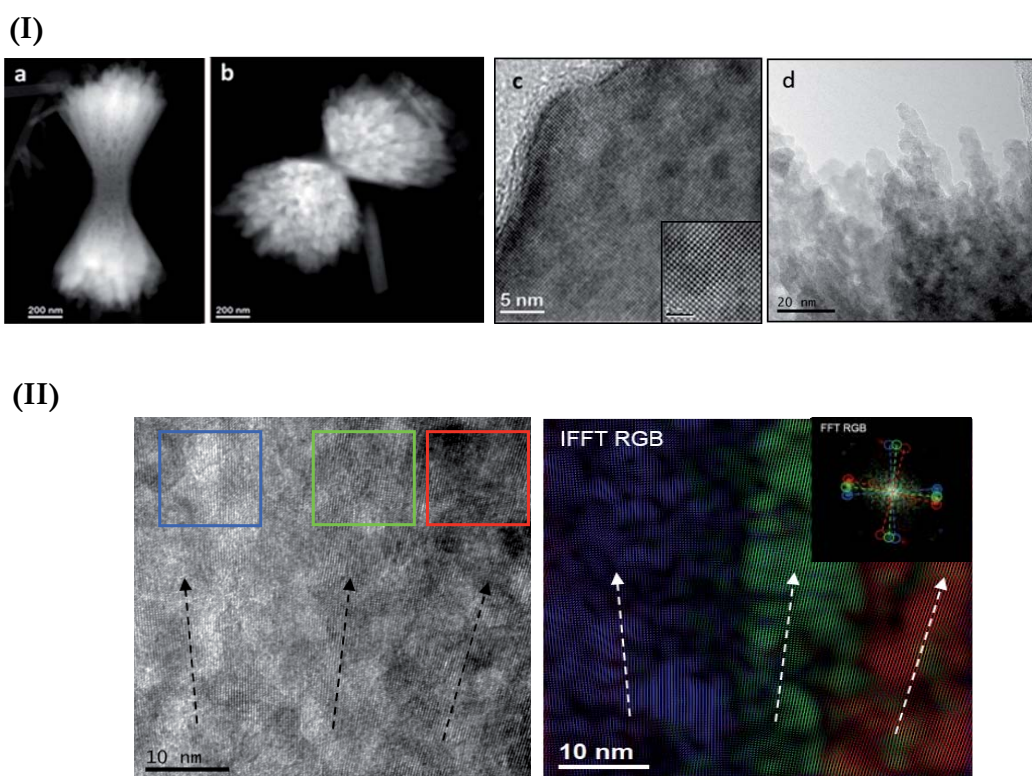 (I)
a
200 nm
b
200 nm
c
5 nm
d
20 nm
(II)
10 nm
IFFT RGB
FFT RGB
10 nm